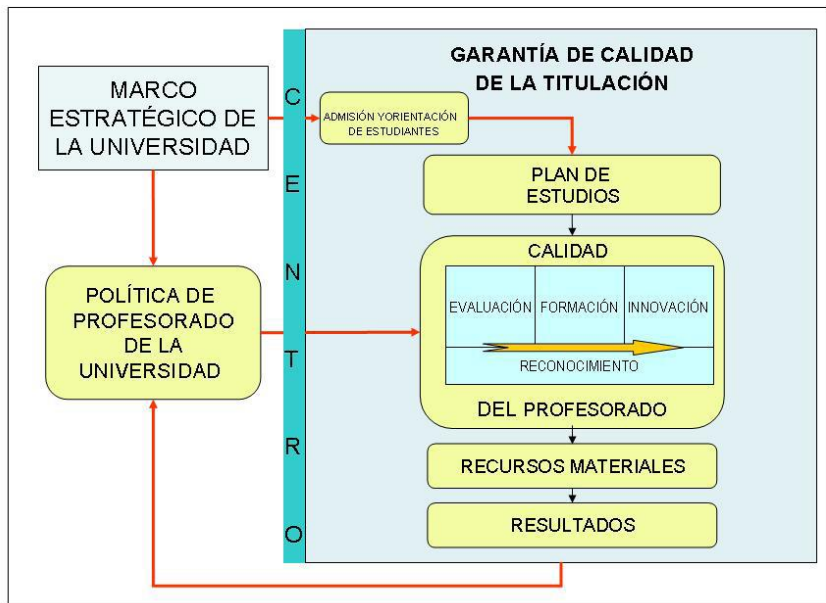 GARANTÍA DE CALIDAD
DE LA TITULACIÓN
MARCO
ESTRATÉGICO DE
LA UNIVERSIDAD
C
E
N
T
R
O
ADMISIÓN YORIENTACIÓN
DE ESTUDIANTES
PLAN DE
ESTUDIOS
CALIDAD
EVALUACIÓN
FORMACIÓN
INNOVACIÓN
RECONOCIMIENTO
DEL PROFESORADO
POLÍTICA DE
PROFESORADO
DE LA
UNIVERSIDAD
RECURSOS MATERIALES
RESULTADOS